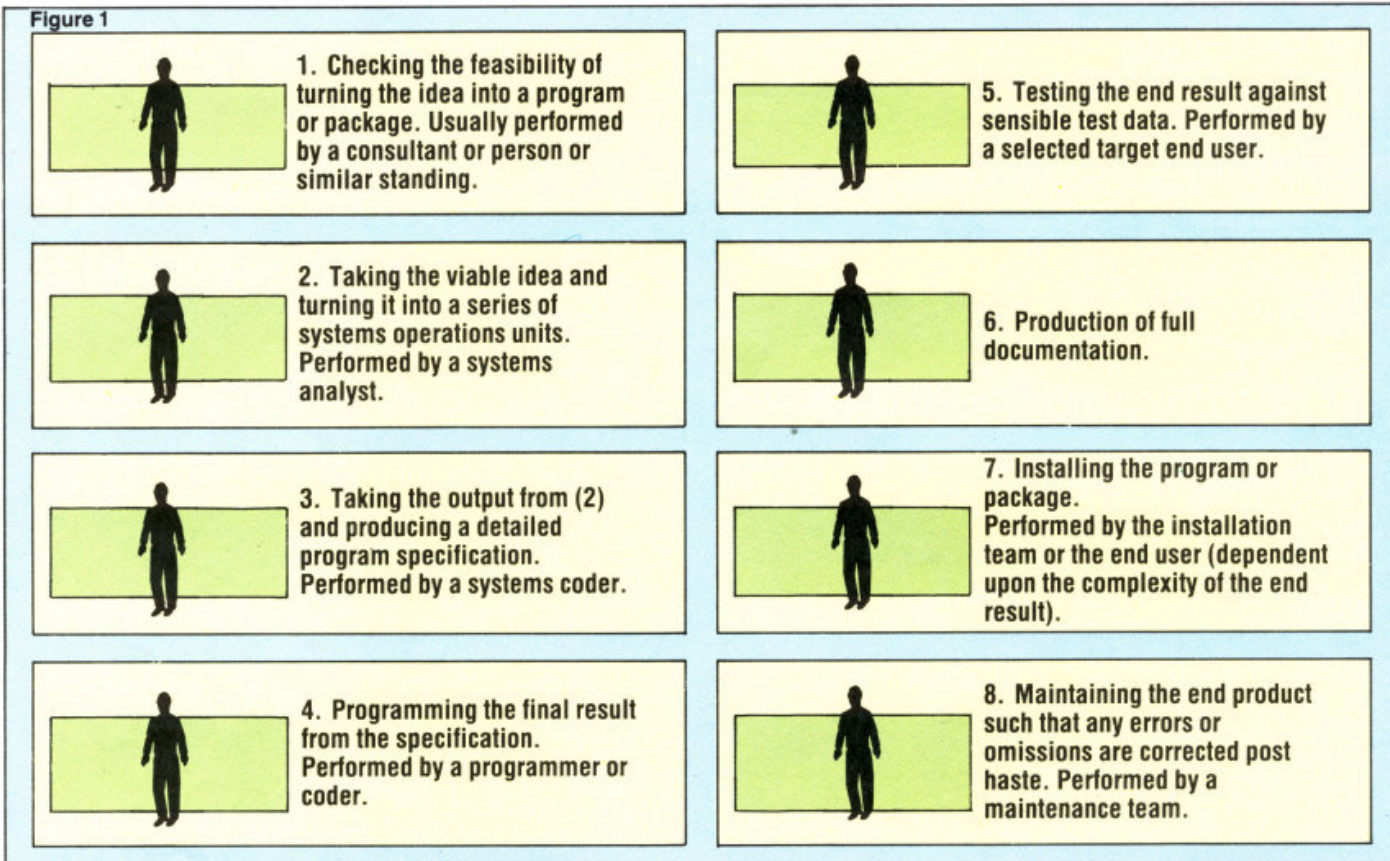 Figure 1
1. Checking the feasibility of
turning the idea into a program
or package. Usually performed
by a consultant or person or
similar standing.
2. Taking the viable idea and
turning it into a series of
systems operations units.
Performed by a systems
analyst.
3. Taking the output from (2)
and producing a detailed
program specification.
Performed by a systems coder.
4. Programming the final result
from the specification.
Performed by a programmer or
coder.
5. Testing the end result against
sensible test data. Performed by
a selected target end user.
6. Production of full
documentation.
7. Installing the program or
package.
Performed by the installation
team or the end user (dependent
upon the complexity of the end
result).
8. Maintaining the end product
such that any errors or
omissions are corrected post
haste. Performed by a
maintenance team.